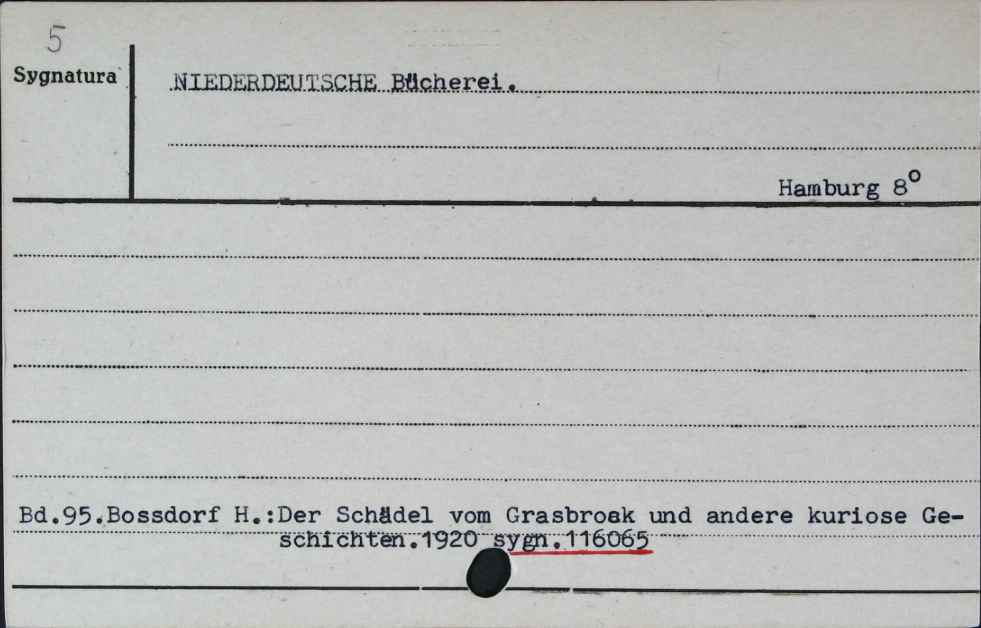 5
Sygnatura
NIEDERDEUTSCHE Bücherei.
Hamburg 8°
Bd.95.Bossdorf H.:Der Schädel vom Grasbrook und andere kuriose Ge-
schichten.1920 sygn.116065